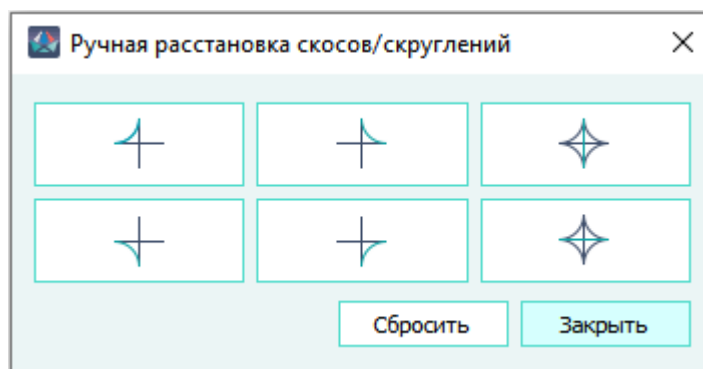 Ручная расстановка скосов/скруглений
Сбросить
Закрыть